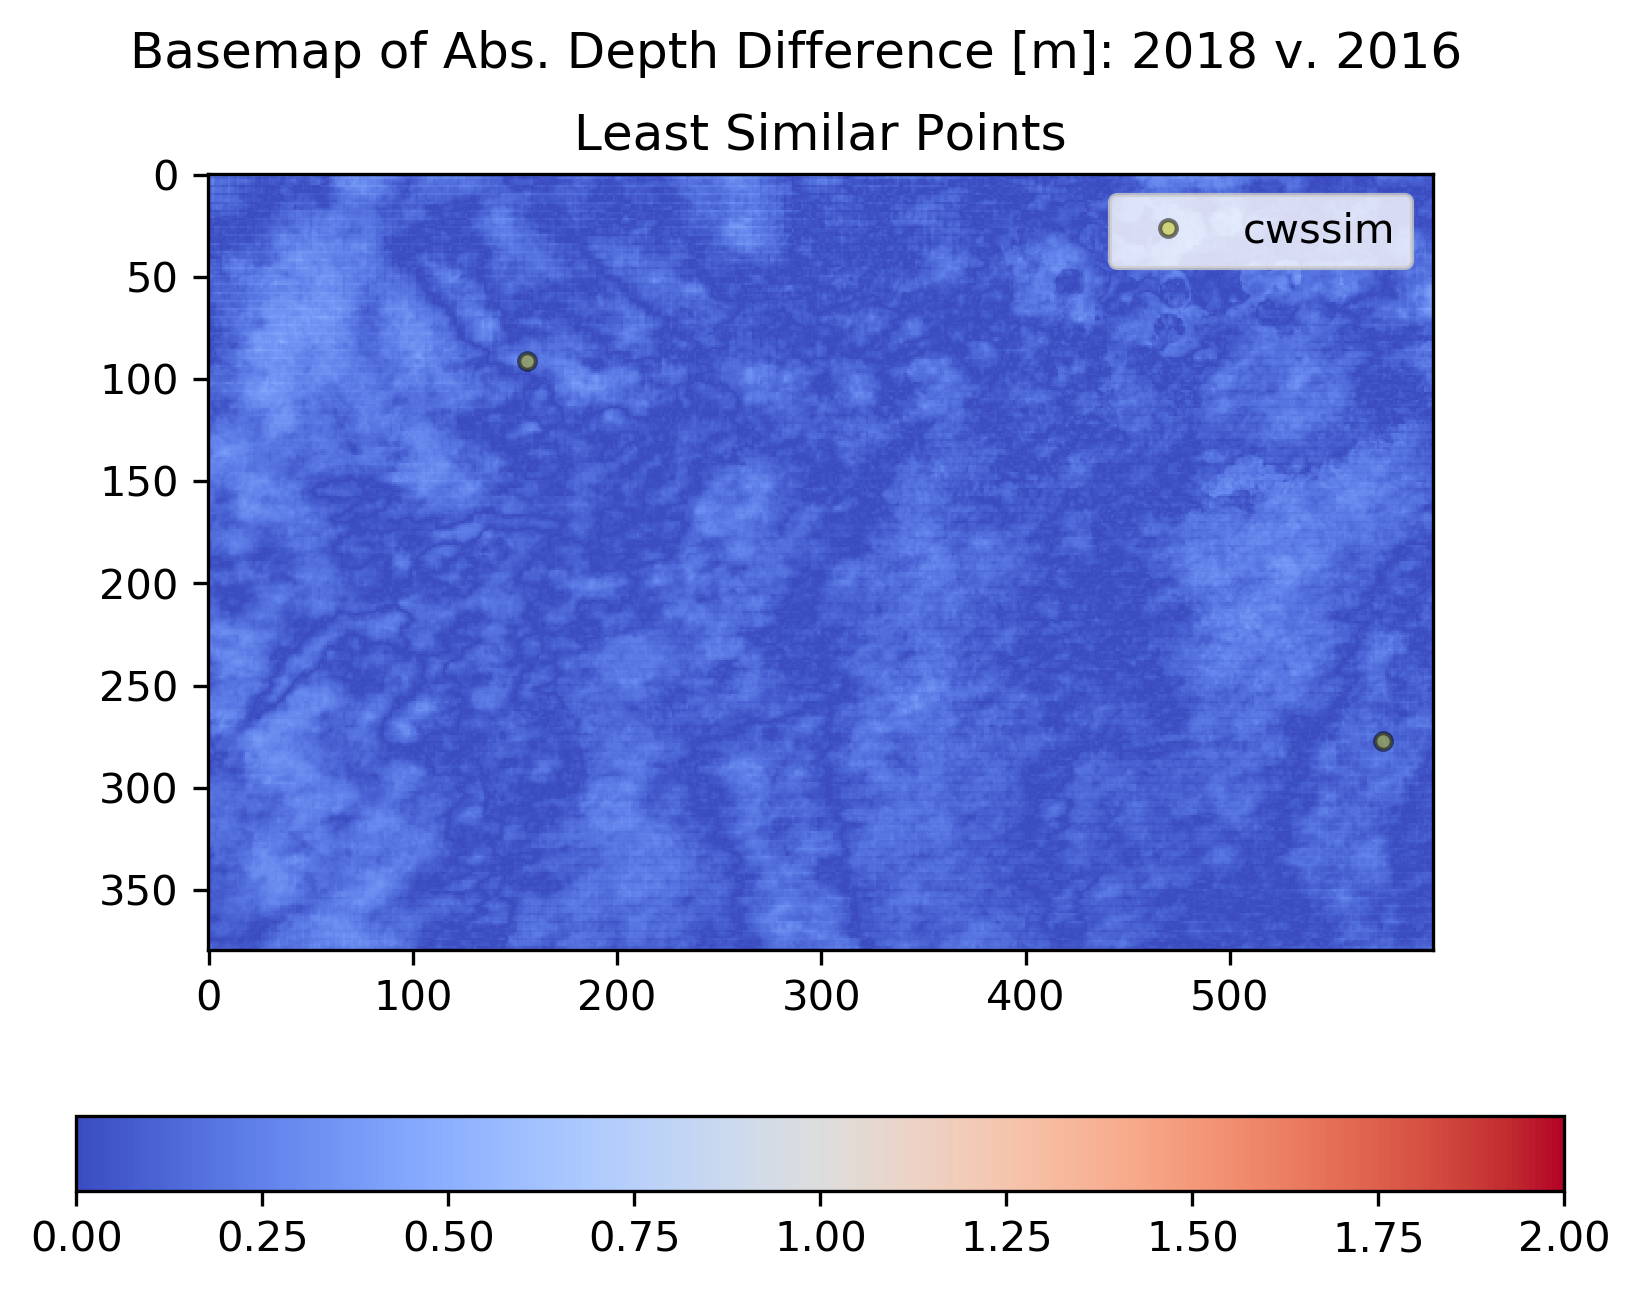 Basemap of Abs. Depth Difference [m]: 2018 v. 2016
Least Similar Points
cwssim
0
50
100
150
200
250
300
350
0 100 200 300 400 500
0.00 0.25 0.50 0.75 1.00 1.25 1.50 1.75 2.00